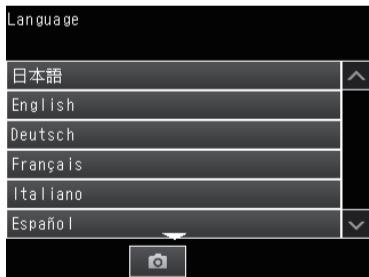 Language
日本語
English
Deutsch
Français
Italiano
Español